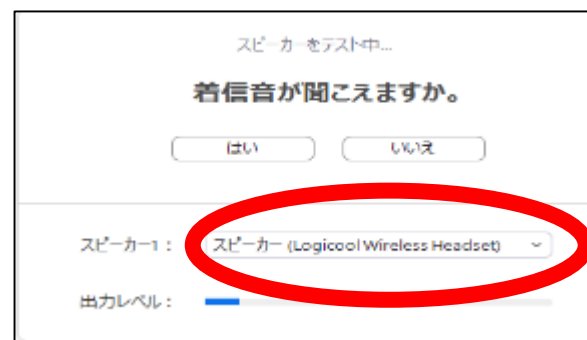 スピーカーをテスト中...
着信音が聞こえますか。
はい いいえ
スピーカー1： スピーカー (Logicool Wireless Headset)
出力レベル：